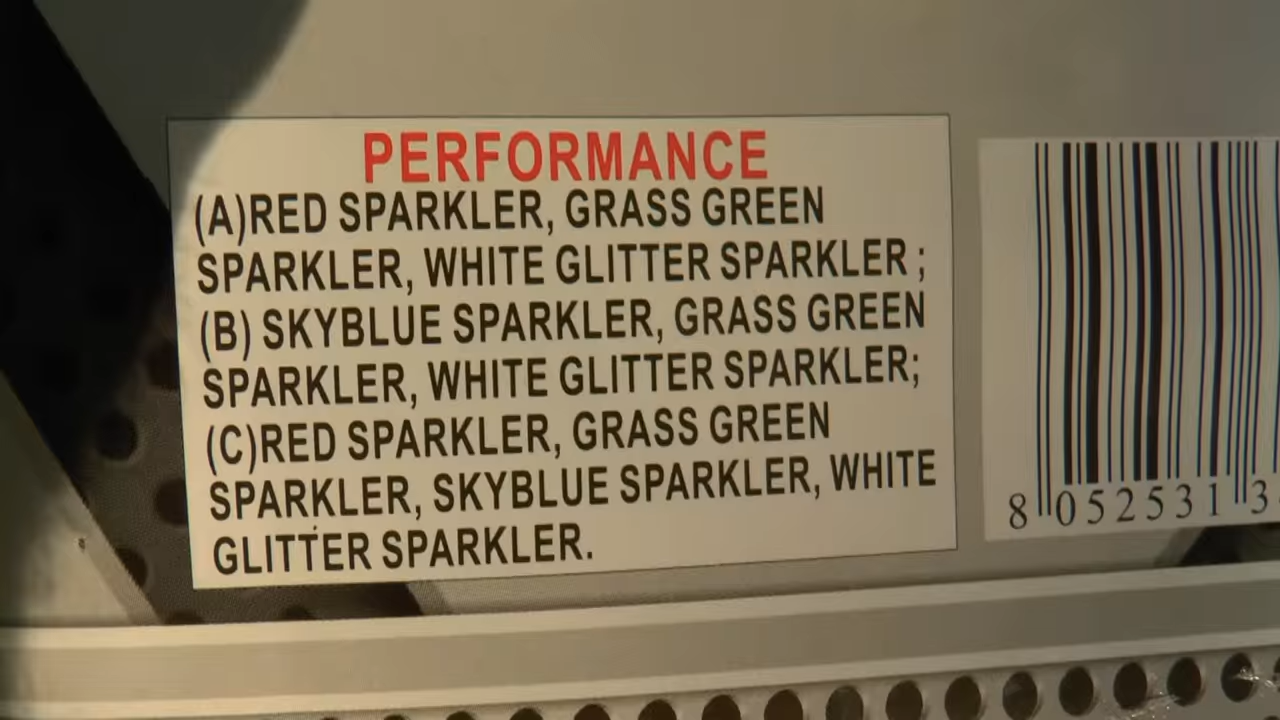 PERFORMANCE
(A)RED SPARKLER, GRASS GREEN
SPARKLER, WHITE GLITTER SPARKLER ;
(B) SKYBLUE SPARKLER, GRASS GREEN
SPARKLER, WHITE GLITTER SPARKLER;
(C)RED SPARKLER, GRASS GREEN
SPARKLER, SKYBLUE SPARKLER, WHITE
GLITTER SPARKLER.
8 052531 3